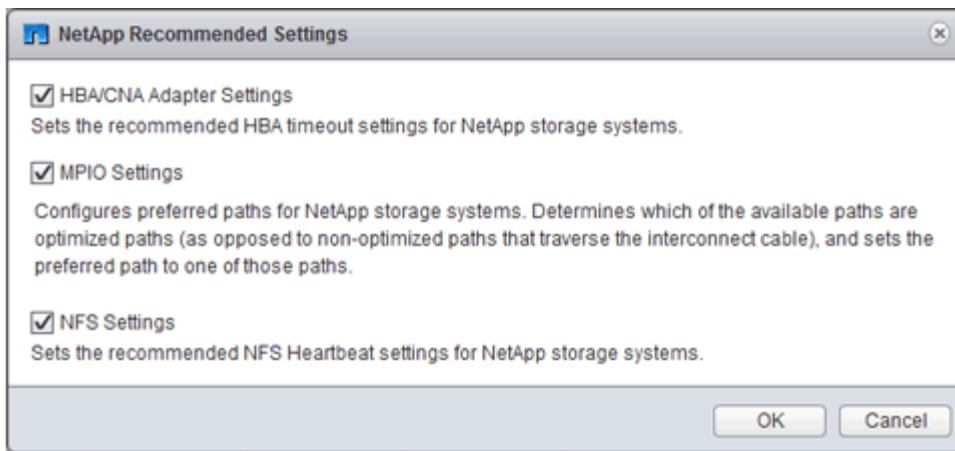 NetApp Recommended Settings
HBA/CNA Adapter Settings
Sets the recommended HBA timeout settings for NetApp storage systems.
MPIO Settings
Configures preferred paths for NetApp storage systems. Determines which of the available paths are
optimized paths (as opposed to non-optimized paths that traverse the interconnect cable), and sets the
preferred path to one of those paths.
NFS Settings
Sets the recommended NFS Heartbeat settings for NetApp storage systems.
OK Cancel